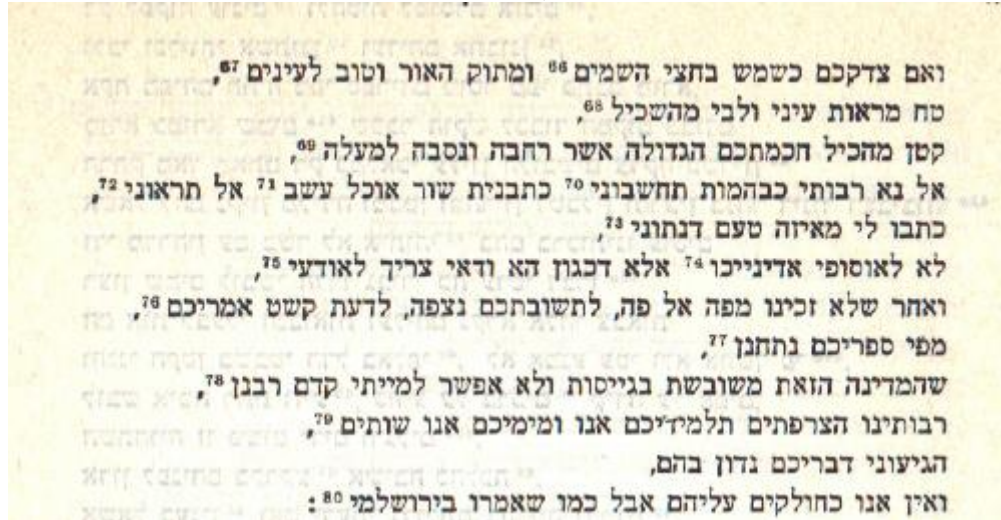 ואם צדקכם כשמש בחצי השמים 66 ומתוק האור וטוב לעינים 67,
טח מראות עיני ולבי מהשכיל 68,
קטן מהכיל חכמתכם הגדולה אשר רחבה ונסבה למעלה 69,
אל נא רבותי כבהמות תחשבוני 70 כתבנית שור אוכל עשב 71 אל תראוני 72,
כתבו לי מאיזה טעם דנתוני 73,
לא לאוסופי אדינייכו 74 אלא דכגון הא ודאי צריך לאודעי 75,
ואחר שלא זכינו מפה אל פה, לתשובתכם נצפה, לדעת קשט אמריכם 76,
מפי ספריכם נתחנן 77,
שהמדינה הזאת משובשת בגייסות ולא אפשר למייתי קדם רבנן 78,
רבותינו הצרפתים תלמידיכם אנו ומימיכם אנו שותים 79,
הגיעוני דבריכם נדון בהם,
ואין אנו כחולקים עליהם אבל כמו שאמרו בירושלמי 80: